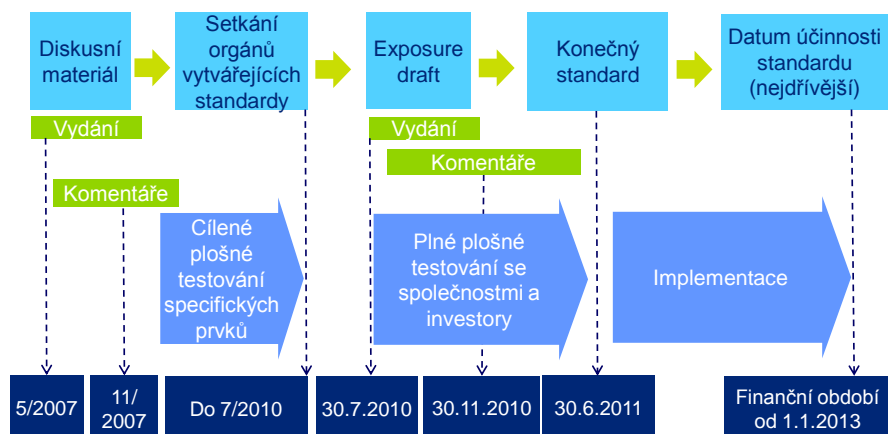 Diskusní
materiál
Setkání
orgánů
vytvářejících
standardy
Exposure
draft
Konečný
standard
Datum účinnosti
standardu
(nejdřívější)
Vydání
Vydání
Komentáře
Komentáře
Cílené
plošné
testování
specifických
prvků
Plné plošné
testování se
společnostmi a
investory
Implementace
5/2007
11/
2007
Do 7/2010
30.7.2010
30.11.2010
30.6.2011
Finanční období
od 1.1.2013